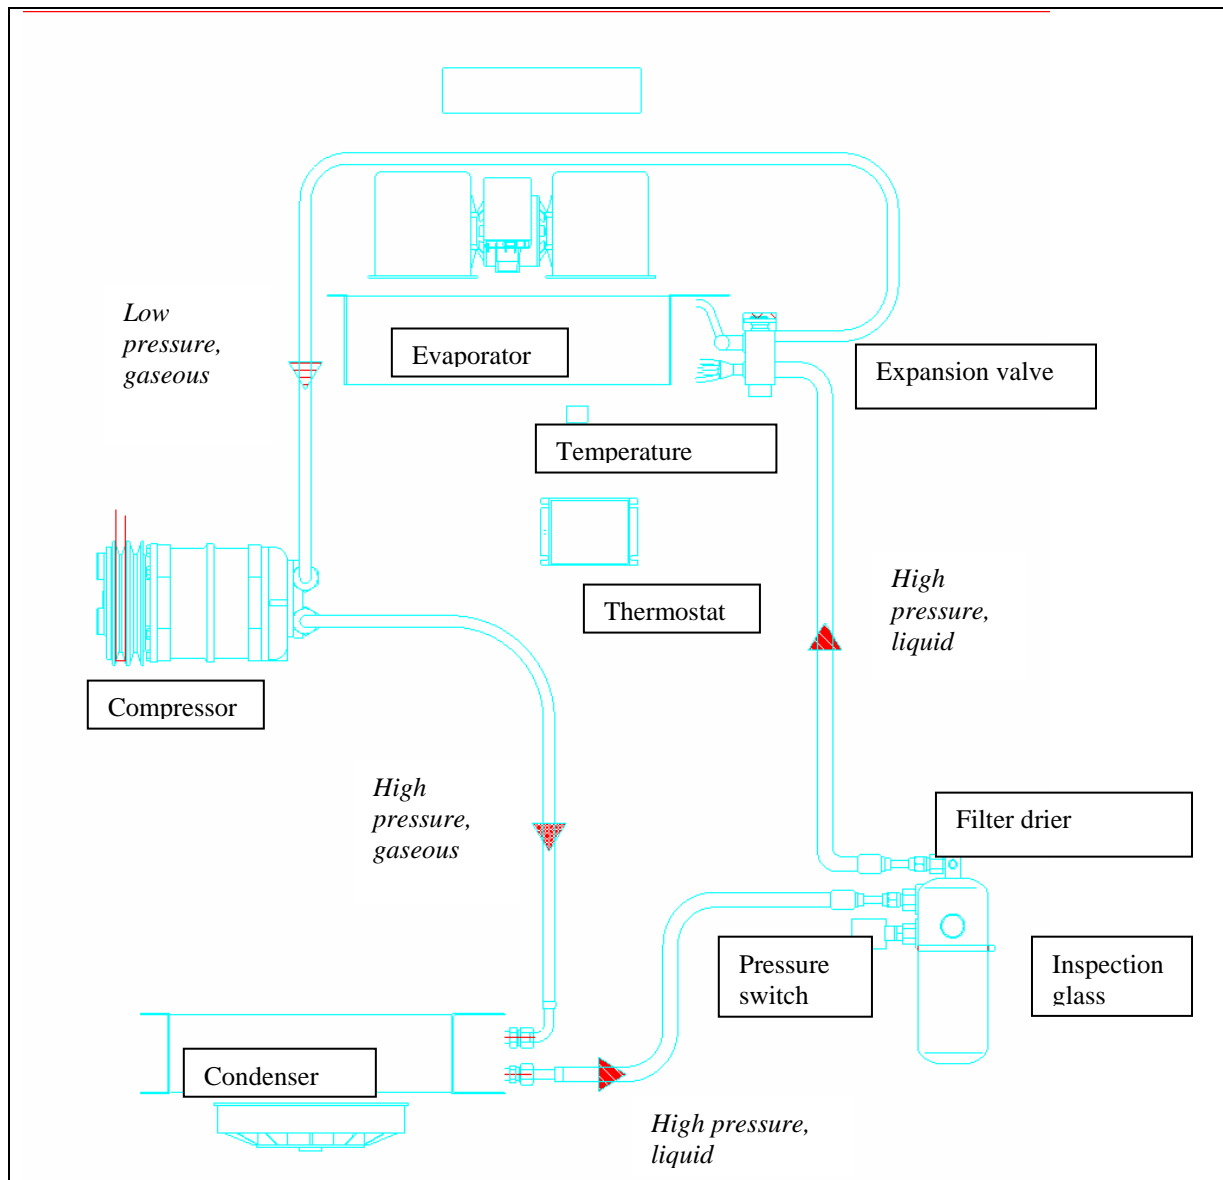 Low
pressure,
gaseous
Evaporator
Expansion valve
Temperature
Thermostat
High
pressure,
liquid
Compressor
High
pressure,
gaseous
Filter drier
Pressure
switch
Inspection
glass
Condenser
High pressure,
liquid